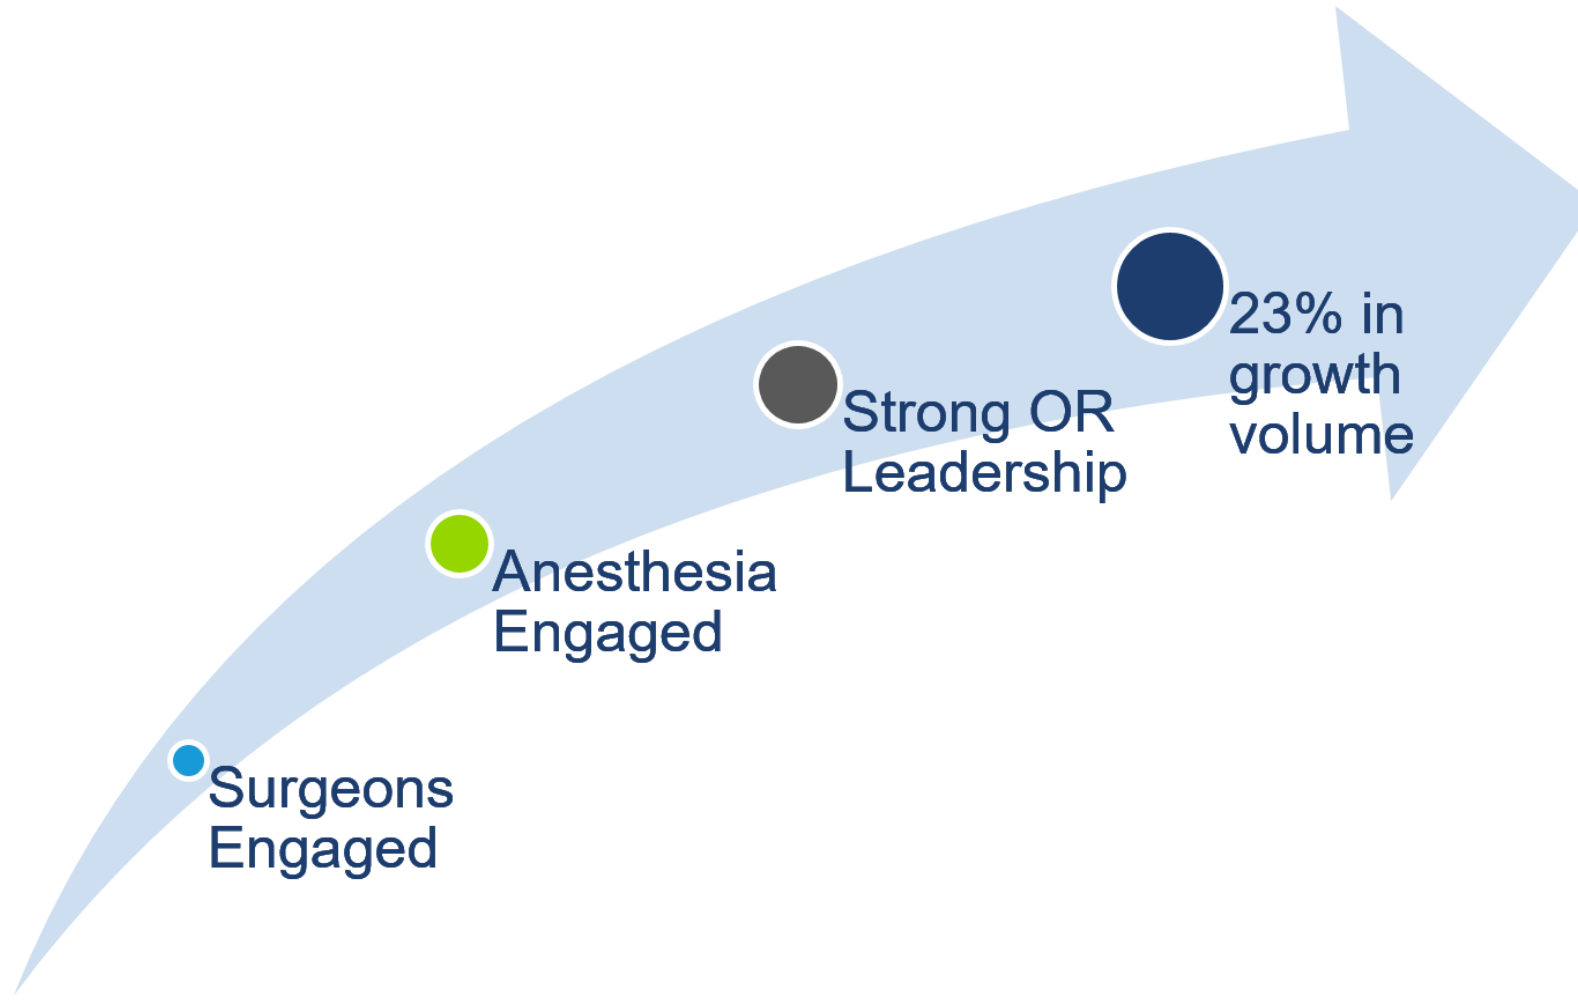 Surgeons
Engaged
Anesthesia
Engaged
Strong OR
Leadership
23% in
growth
volume